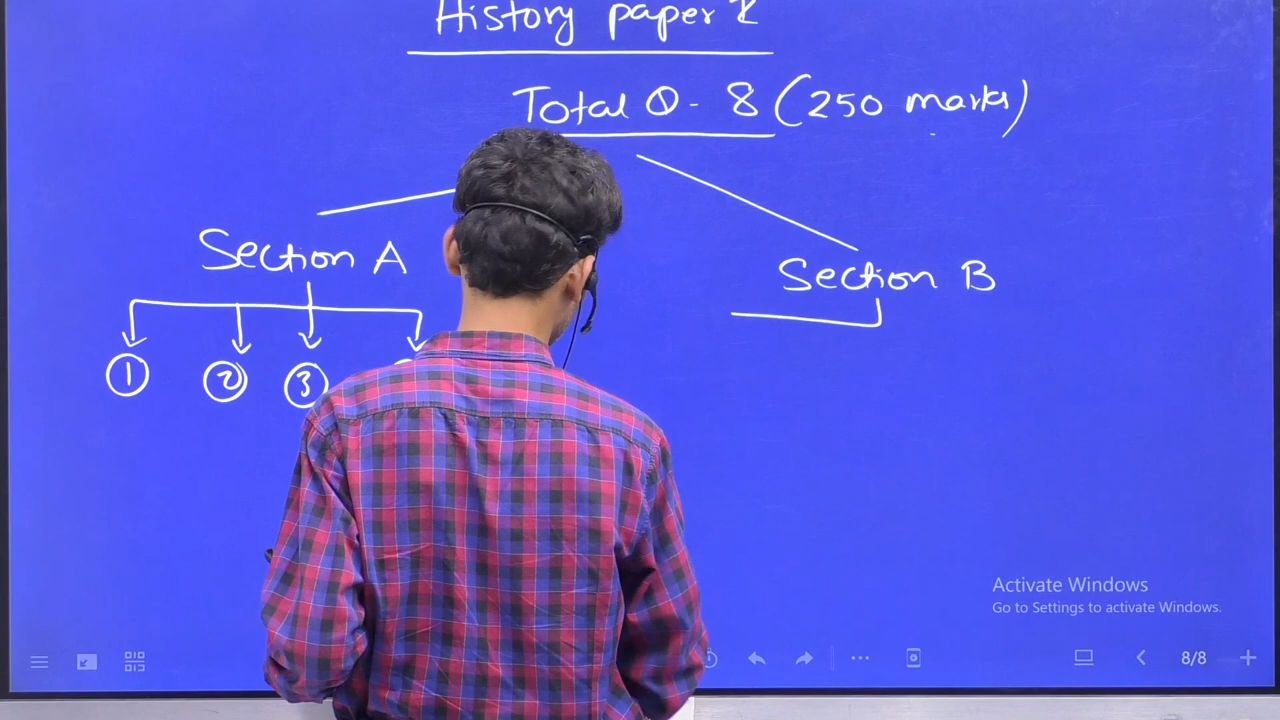 History paper I
Total Q - 8 (250 marks)
Section A
Section B
1 2 3
Activate Windows
Go to Settings to activate Windows.
8/8